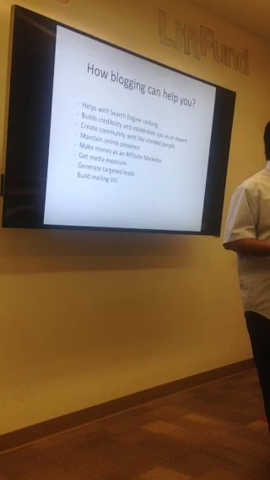 LiftFund
How blogging can help you?
- Helps with Search Engine ranking
- Builds credibility and establishes you as an expert
- Create community with like minded people
- Maintain online presence
- Make money as an Affiliate Marketer
- Get media exposure
- Generate targeted leads
Build mailing list